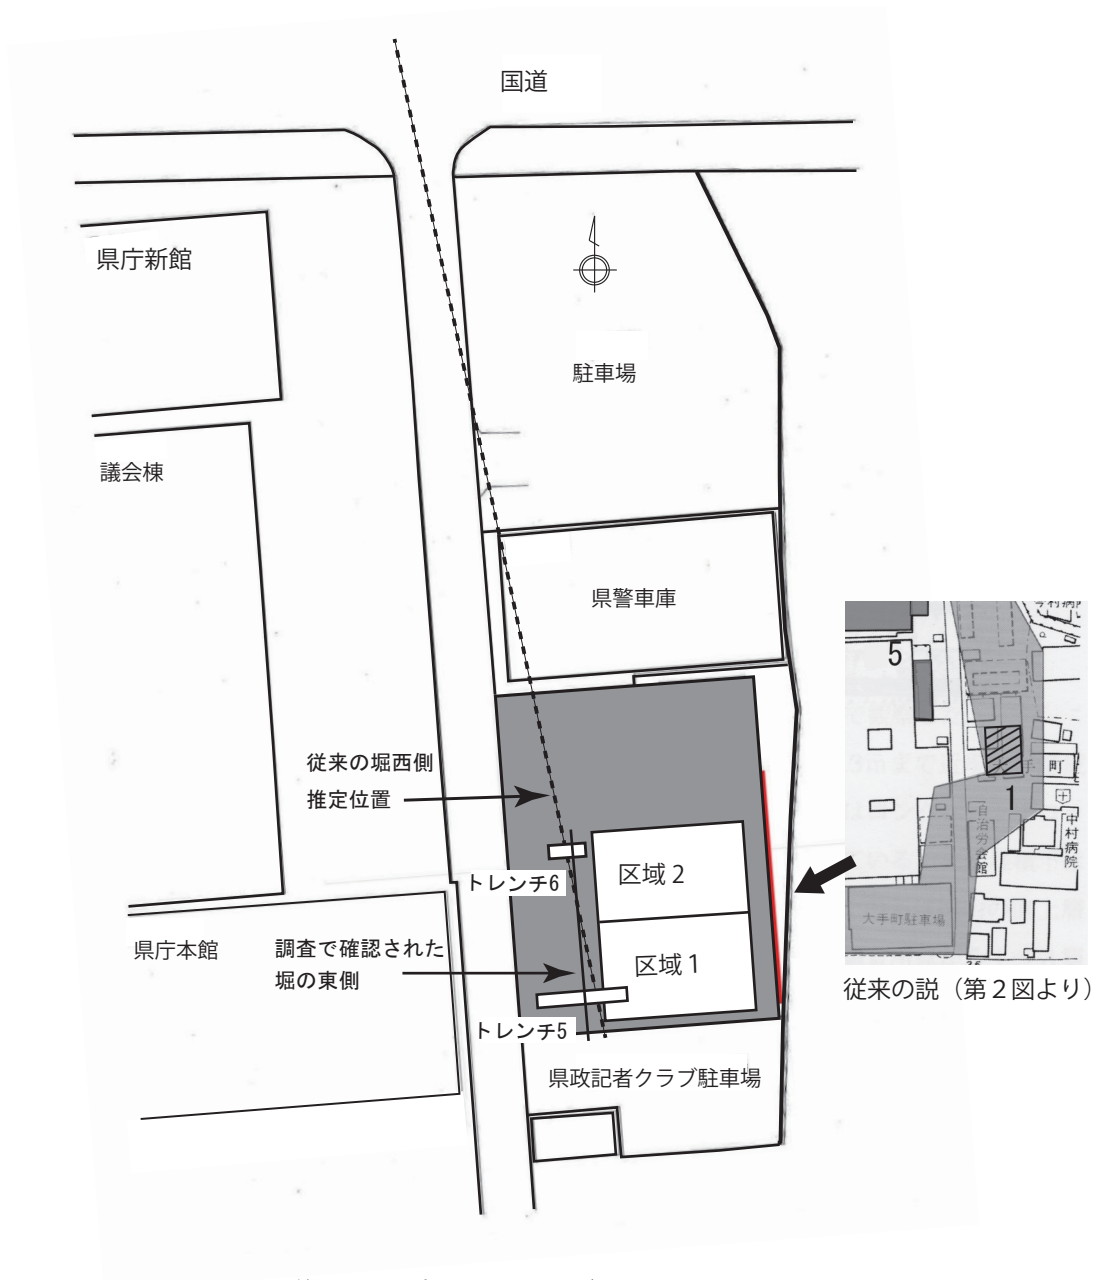 国道
県庁新館
駐車場
議会棟
県警車庫
従来の堀西側
推定位置
トレンチ6
区域2
県庁本館
調査で確認された
堀の東側
区域1
トレンチ5
県政記者クラブ駐車場
5
手町
1
自治労会館
中村病院
大手町駐車場
従来の説(第2図より)